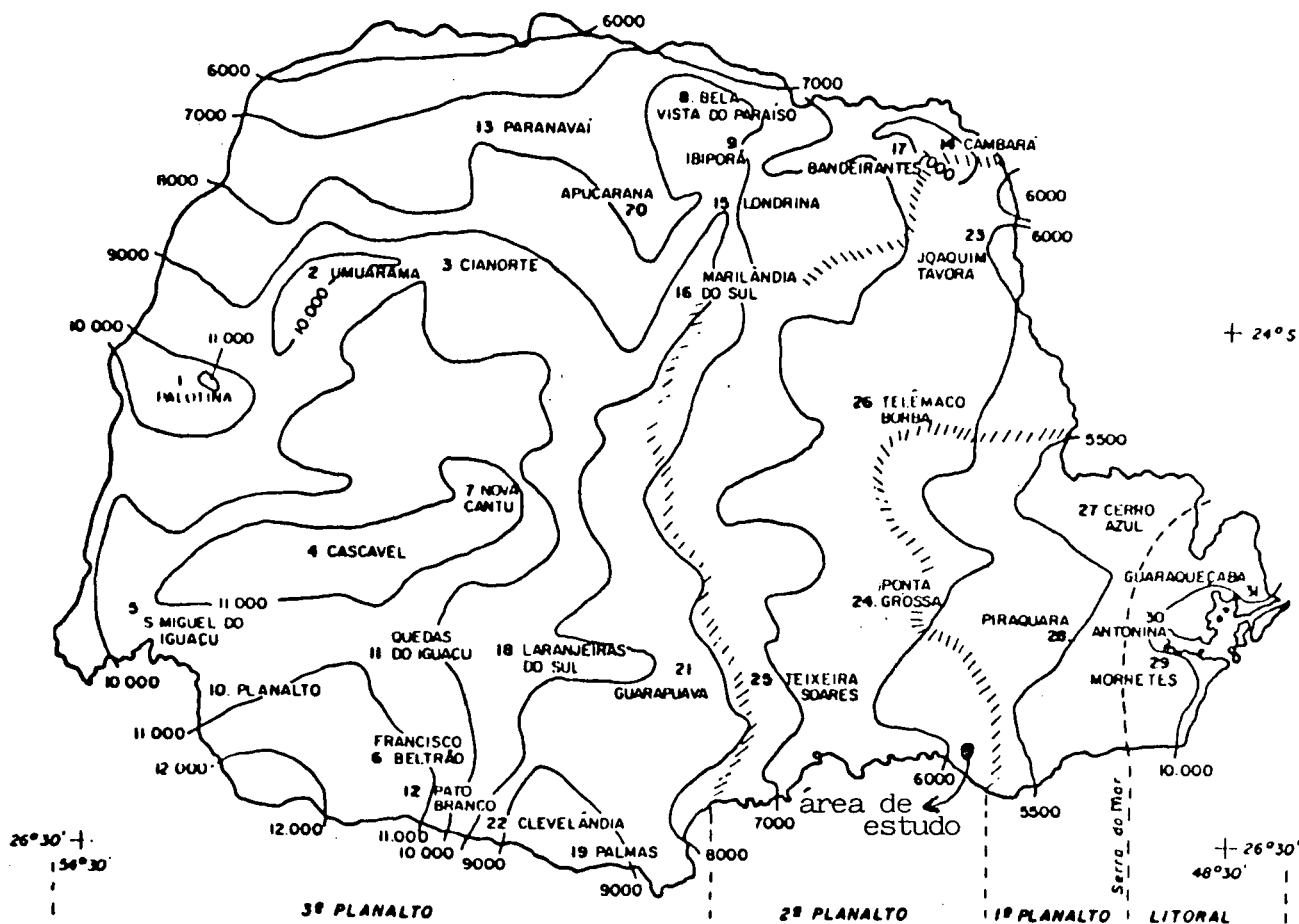 6000
6000
7000
7000
8. BELA
VISTA DO PARAÍSO
13 PARANAVAÍ
9
IBIPORÃ
17
14 CAMBARÁ
BANDEIRANTES
8000
APUCARANA
20
15 LONDRINA
6000
6000
23
JOAQUIM
TAVORA
9000
2 UMUARAMA
3 CIANORTE
MARILÂNDIA
16 DO SUL
10.000
10 000
11 000
24° S
1
PALOTINA
26 TELÊMACO
BORBA
5500
7 NOVA
CANTU
27 CERRO
AZUL
4 CASCAVEL
GUARAQUEÇABA
31
11 000
PONTA
24. GROSSA
PIRAQUARA
28
30
ANTONINA
29
MORRETES
5
S MIGUEL DO
IGUAÇU
QUEDAS
11 DO IGUAÇU
18 LARANJEIRAS
DO SUL
21
GUARAPUAVA
25 TEIXEIRA
SOARES
10 000
10. PLANALTO
11 000
12 000
FRANCISCO
6 BELTRÃO
12 PATO
BRANCO
22 CLEVELÂNDIA
19 PALMAS
12.000
11.000
10 000
9000
9000
8000
7000
área de
estudo
6000
5500
10.000
Serra do Mar
26° 30'
54° 30'
26° 30'
48° 30'
3º PLANALTO
2º PLANALTO
1º PLANALTO
LITORAL